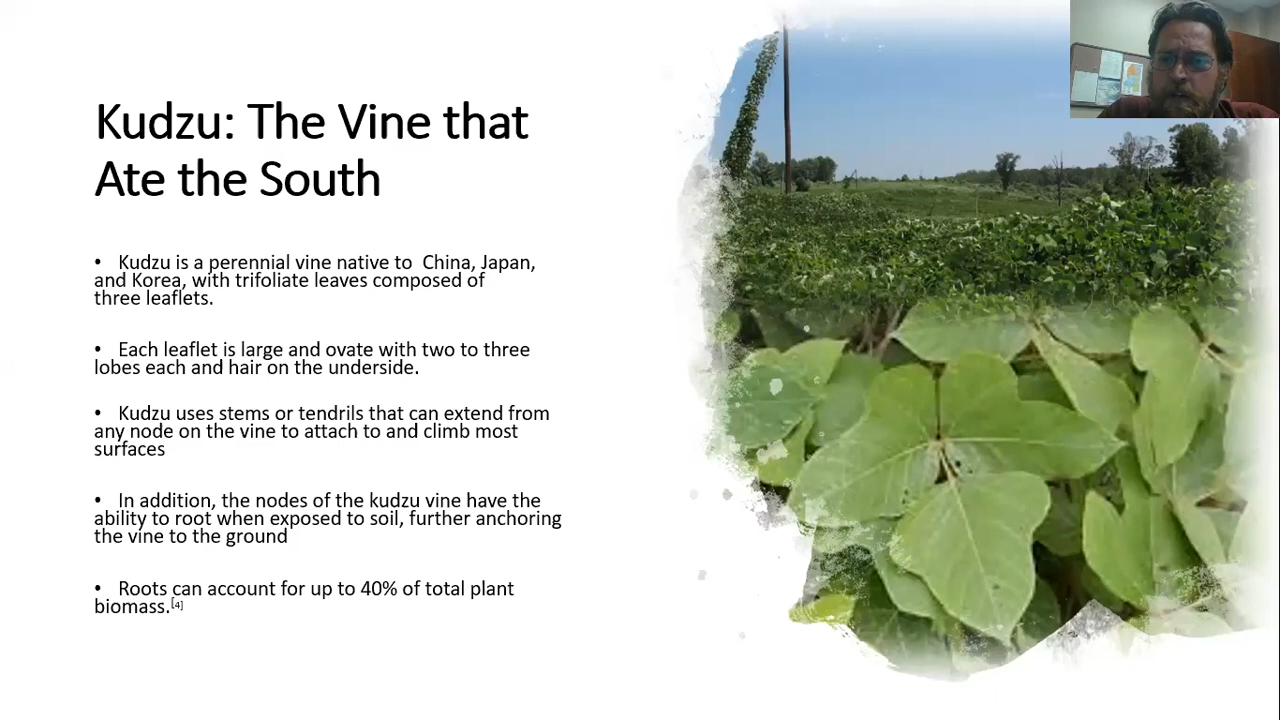 Kudzu: The Vine that
Ate the South
• Kudzu is a perennial vine native to China, Japan,
and Korea, with trifoliate leaves composed of
three leaflets.
• Each leaflet is large and ovate with two to three
lobes each and hair on the underside.
• Kudzu uses stems or tendrils that can extend from
any node on the vine to attach to and climb most
surfaces
• In addition, the nodes of the kudzu vine have the
ability to root when exposed to soil, further anchoring
the vine to the ground
• Roots can account for up to 40% of total plant
biomass.[4]